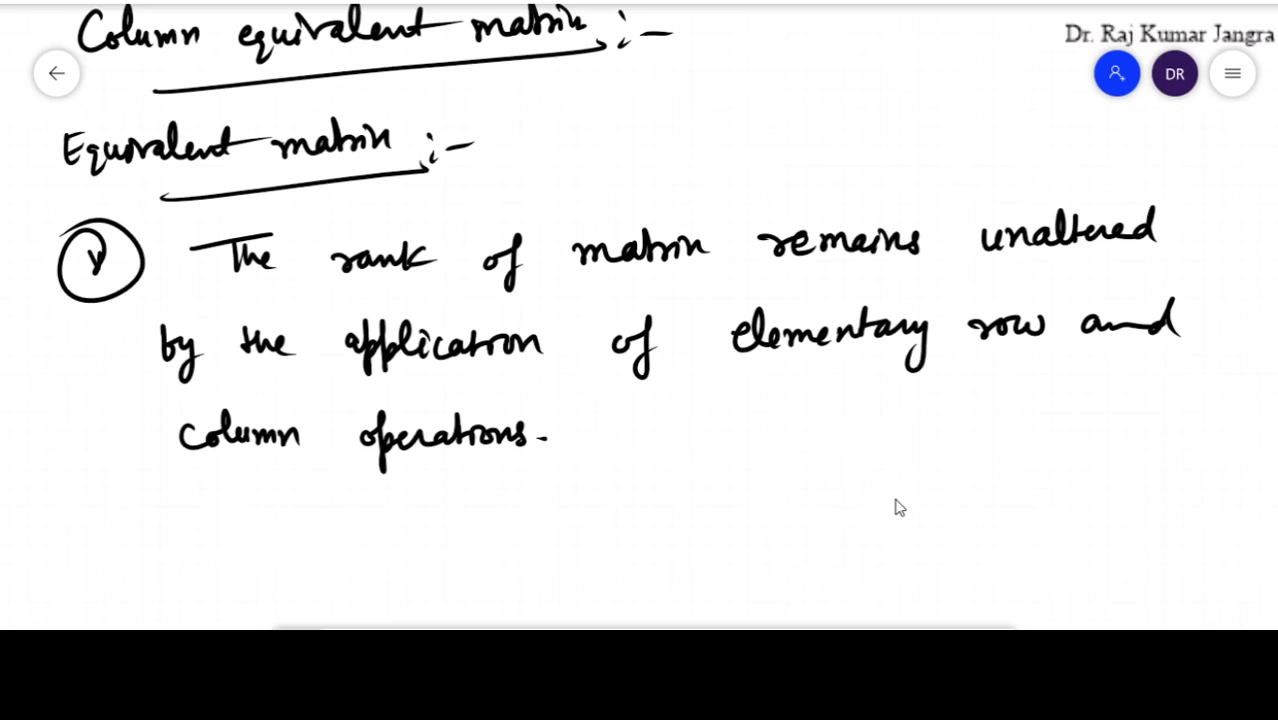 Column equivalent matrix :-
Dr. Raj Kumar Jangra
DR
Equivalent matrix :-
v The rank of matrix remains unaltered
by the application of elementary row and
column operations.